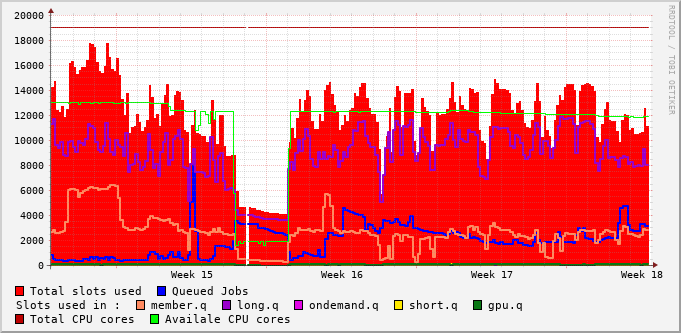 20000
18000
16000
14000
12000
10000
8000
6000
4000
2000
0
Week 15 Week 16 Week 17 Week 18
RRDTOOL / TOBI OETIKER
Total slots used Queued Jobs
Slots used in : member.q long.q ondemand.q short.q gpu.q
Total CPU cores Availale CPU cores